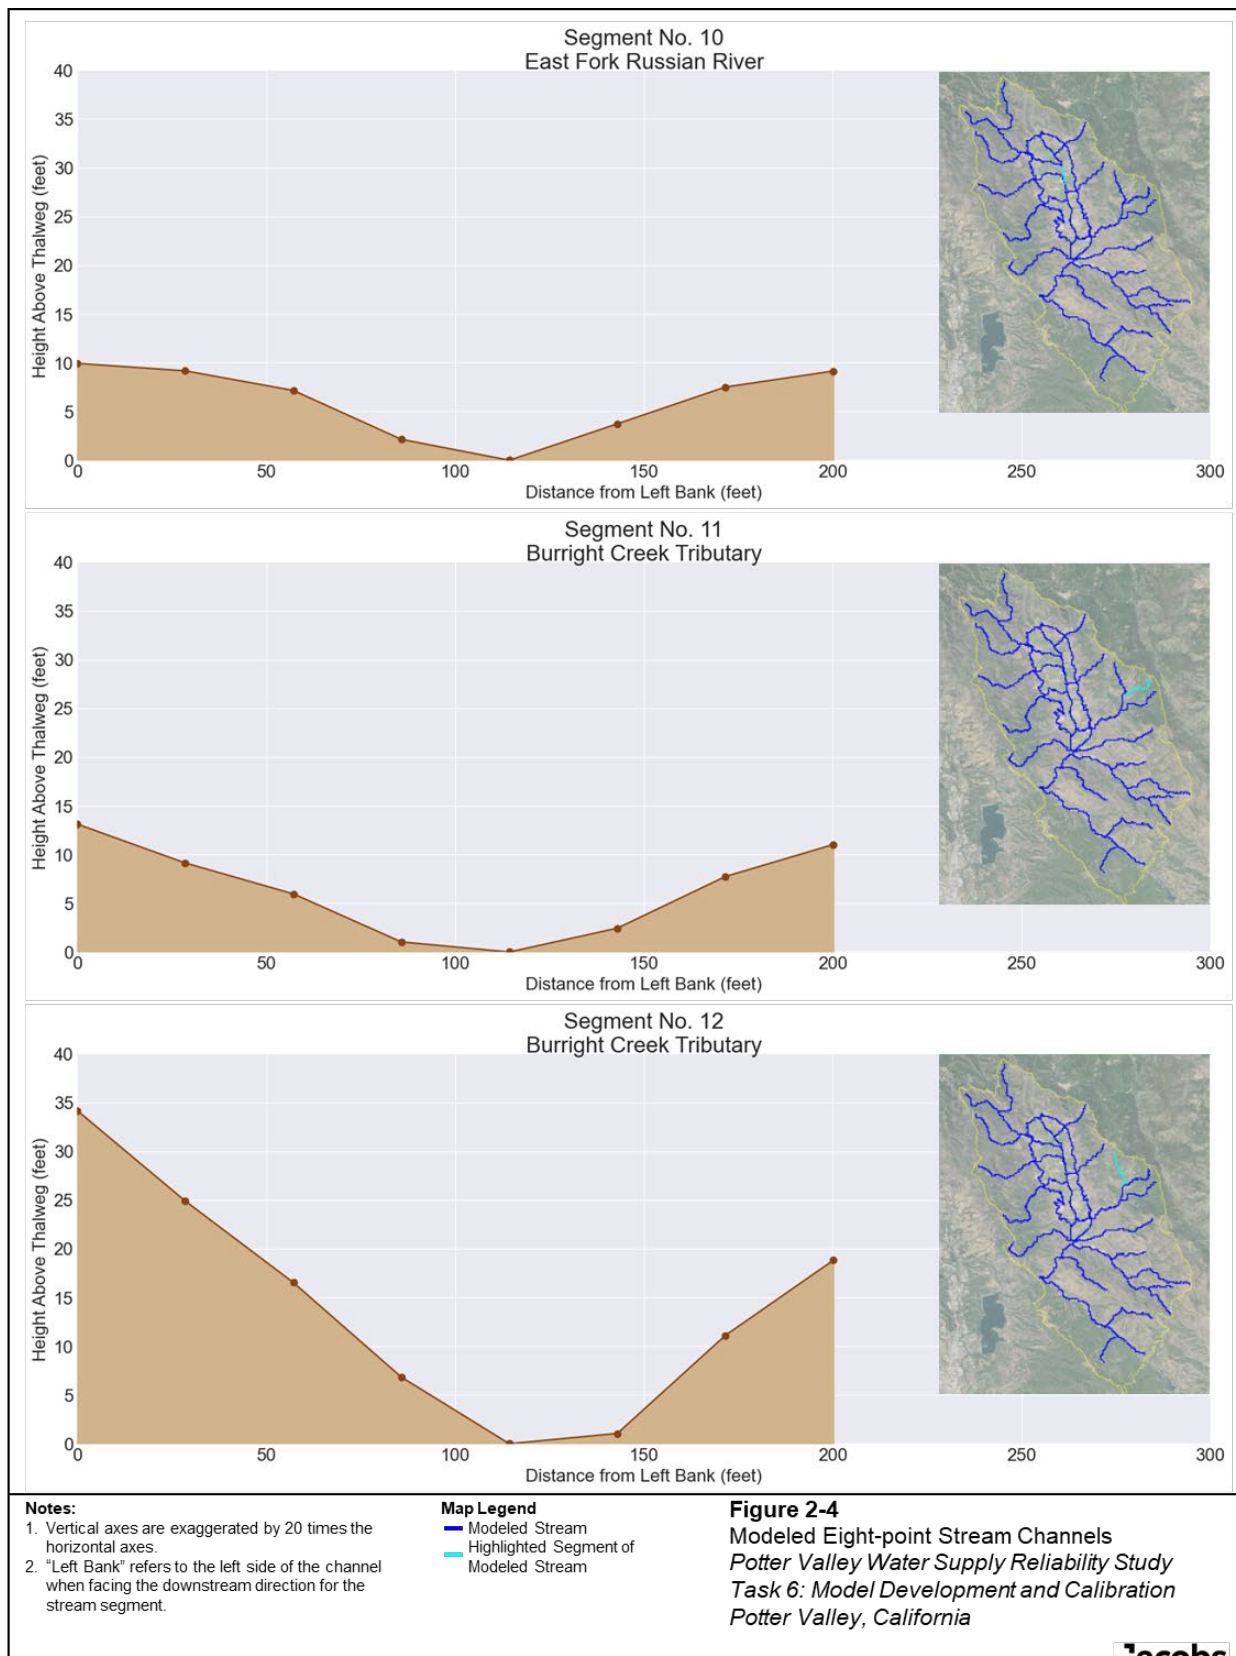 Segment No. 10
East Fork Russian River
40
35
30
25
20
15
10
5
0
Height Above Thalweg (feet)
0 50 100 150 200 250 300
Distance from Left Bank (feet)
Segment No. 11
Burright Creek Tributary
40
35
30
25
20
15
10
5
0
Height Above Thalweg (feet)
0 50 100 150 200 250 300
Distance from Left Bank (feet)
Segment No. 12
Burright Creek Tributary
40
35
30
25
20
15
10
5
0
Height Above Thalweg (feet)
0 50 100 150 200 250 300
Distance from Left Bank (feet)
Notes:
1. Vertical axes are exaggerated by 20 times the
horizontal axes.
2. “Left Bank” refers to the left side of the channel
when facing the downstream direction for the
stream segment.
Map Legend
Modeled Stream
Highlighted Segment of
Modeled Stream
Figure 2-4
Modeled Eight-point Stream Channels
Potter Valley Water Supply Reliability Study
Task 6: Model Development and Calibration
Potter Valley, California
Jacobs